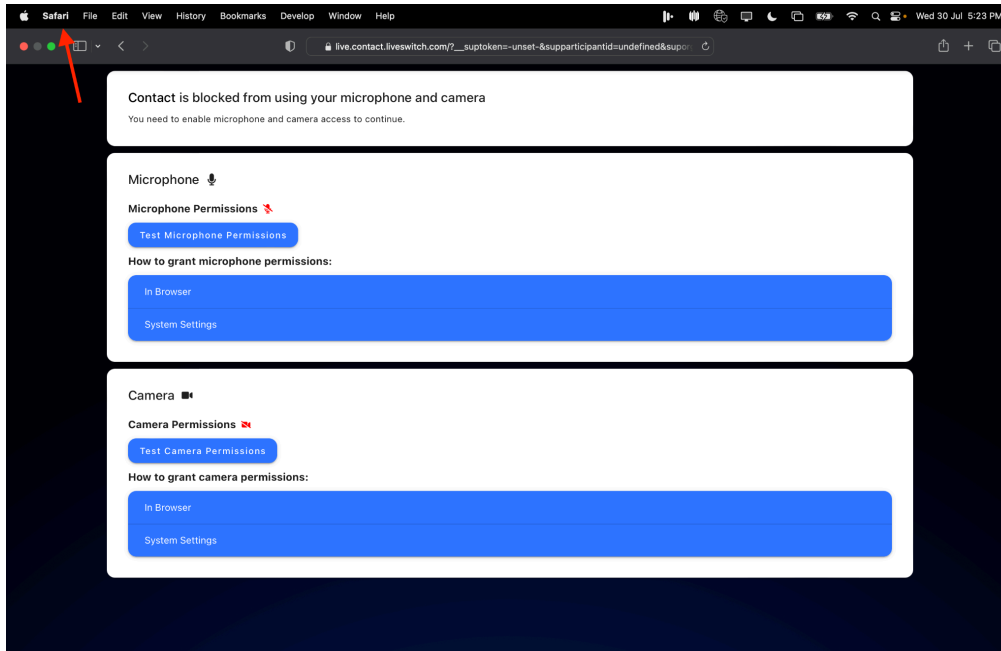 Safari File Edit View History Bookmarks Develop Window Help Wed 30 Jul 5:23 PM
live.contact.liveswitch.com/?__suptoken=-unset-&supparticipantid=undefined&supor
Contact is blocked from using your microphone and camera
You need to enable microphone and camera access to continue.
Microphone
Microphone Permissions
Test Microphone Permissions
How to grant microphone permissions:
In Browser
System Settings
Camera
Camera Permissions
Test Camera Permissions
How to grant camera permissions:
In Browser
System Settings